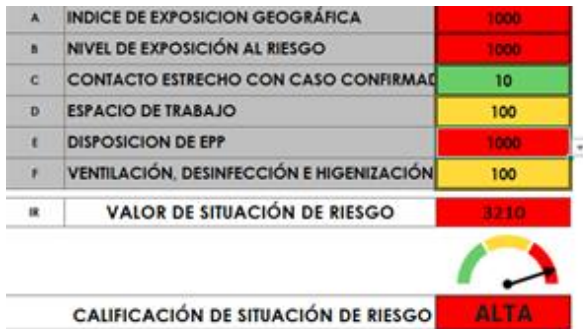 A INDICE DE EXPOSICION GEOGRÁFICA 1000
B NIVEL DE EXPOSICIÓN AL RIESGO 1000
C CONTACTO ESTRECHO CON CASO CONFIRMAD 10
D ESPACIO DE TRABAJO 100
E DISPOSICION DE EPP 1000
F VENTILACIÓN, DESINFECCIÓN E HIGENIZACIÓN 100
IR VALOR DE SITUACIÓN DE RIESGO 3210
CALIFICACIÓN DE SITUACIÓN DE RIESGO ALTA